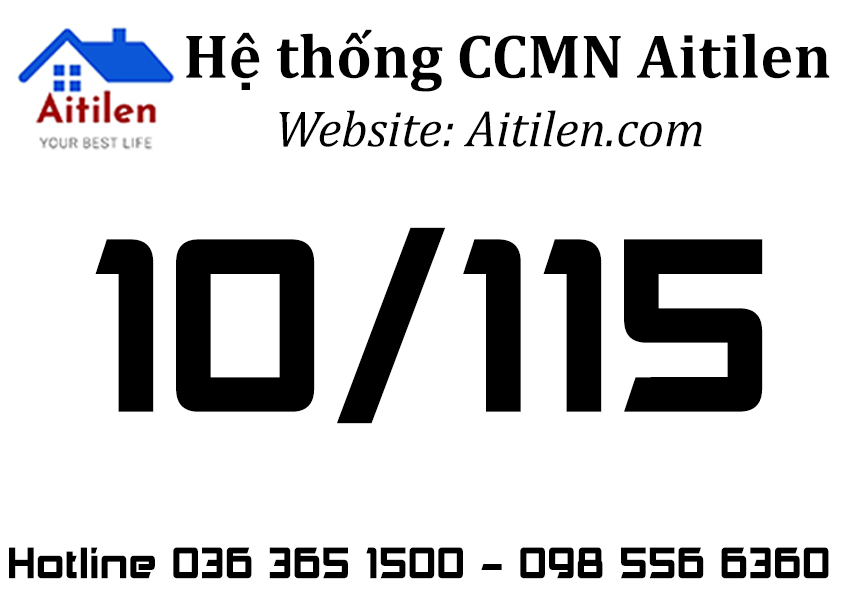 Aitilen
YOUR BEST LIFE
Hệ thống CCMN Aitilen
Website: Aitilen.com
10/115
Hotline 036 365 1500 - 098 556 6360